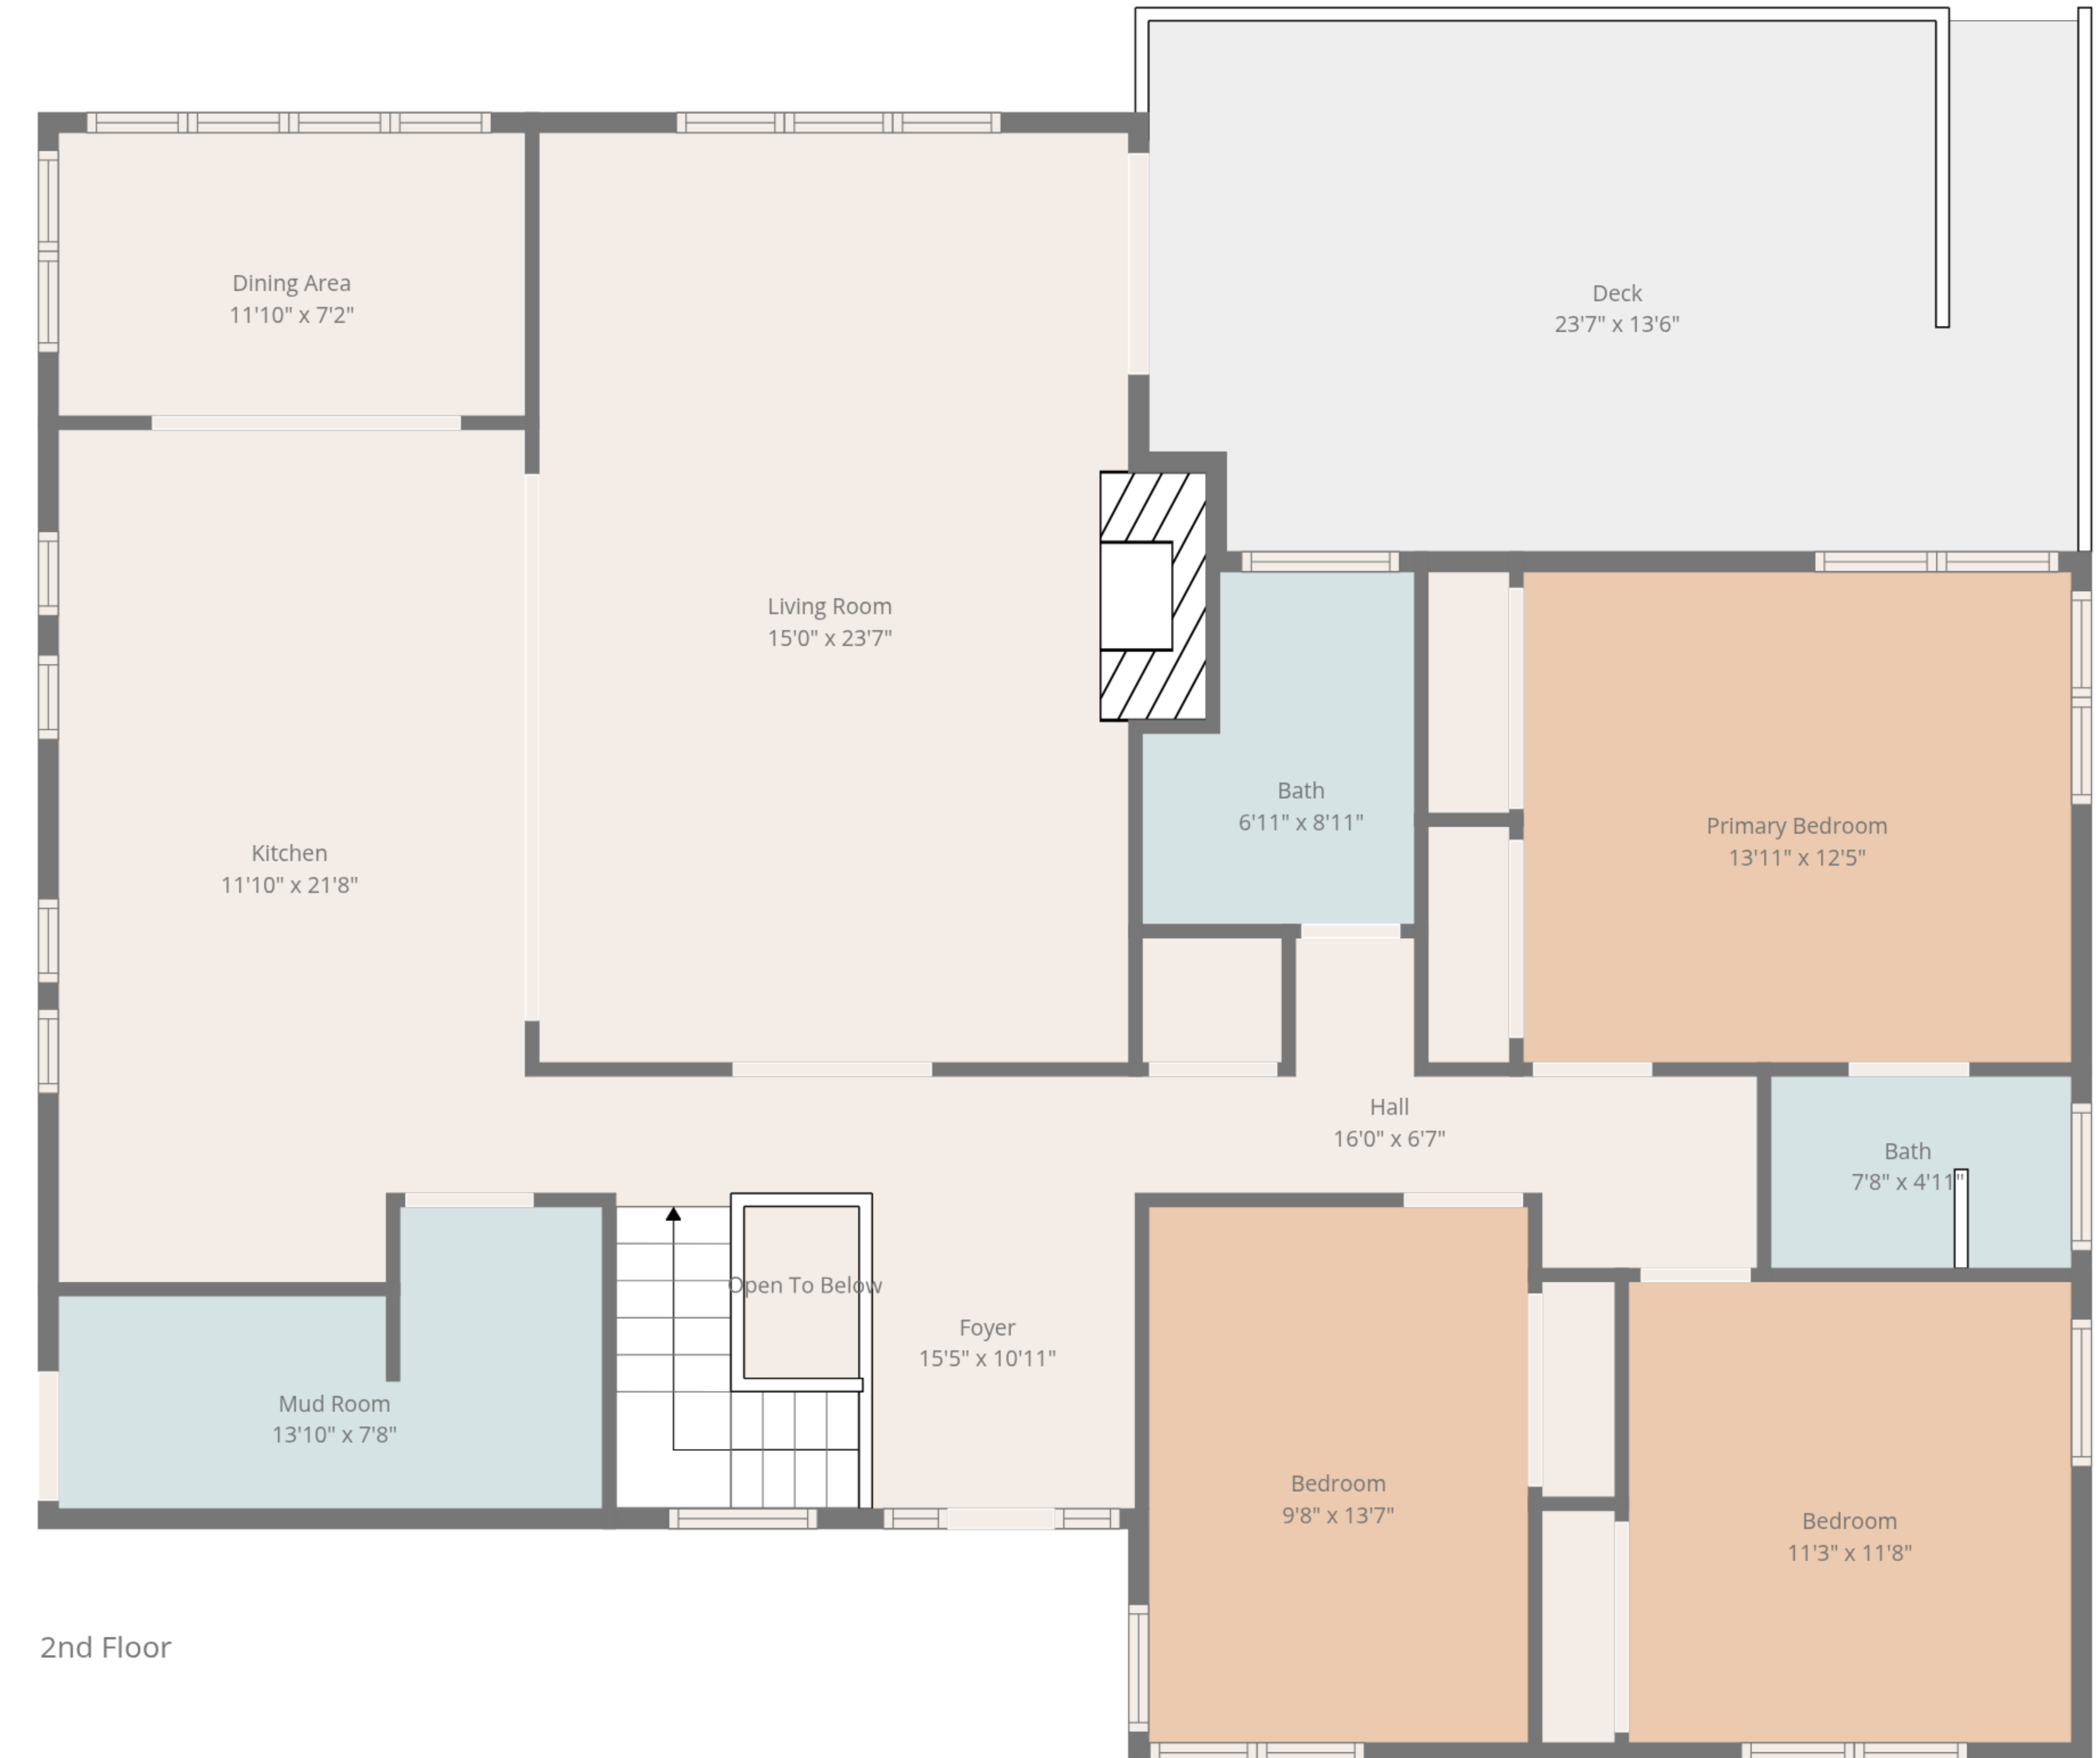 Dining Area
11'10" x 7'2"
Deck
23'7" x 13'6"
Living Room
15'0" x 23'7"
Bath
6'11" x 8'11"
Primary Bedroom
13'11" x 12'5"
Kitchen
11'10" x 21'8"
Hall
16'0" x 6'7"
Bath
7'8" x 4'11"
Open To Below
Foyer
15'5" x 10'11"
Mud Room
13'10" x 7'8"
Bedroom
9'8" x 13'7"
Bedroom
11'3" x 11'8"
2nd Floor